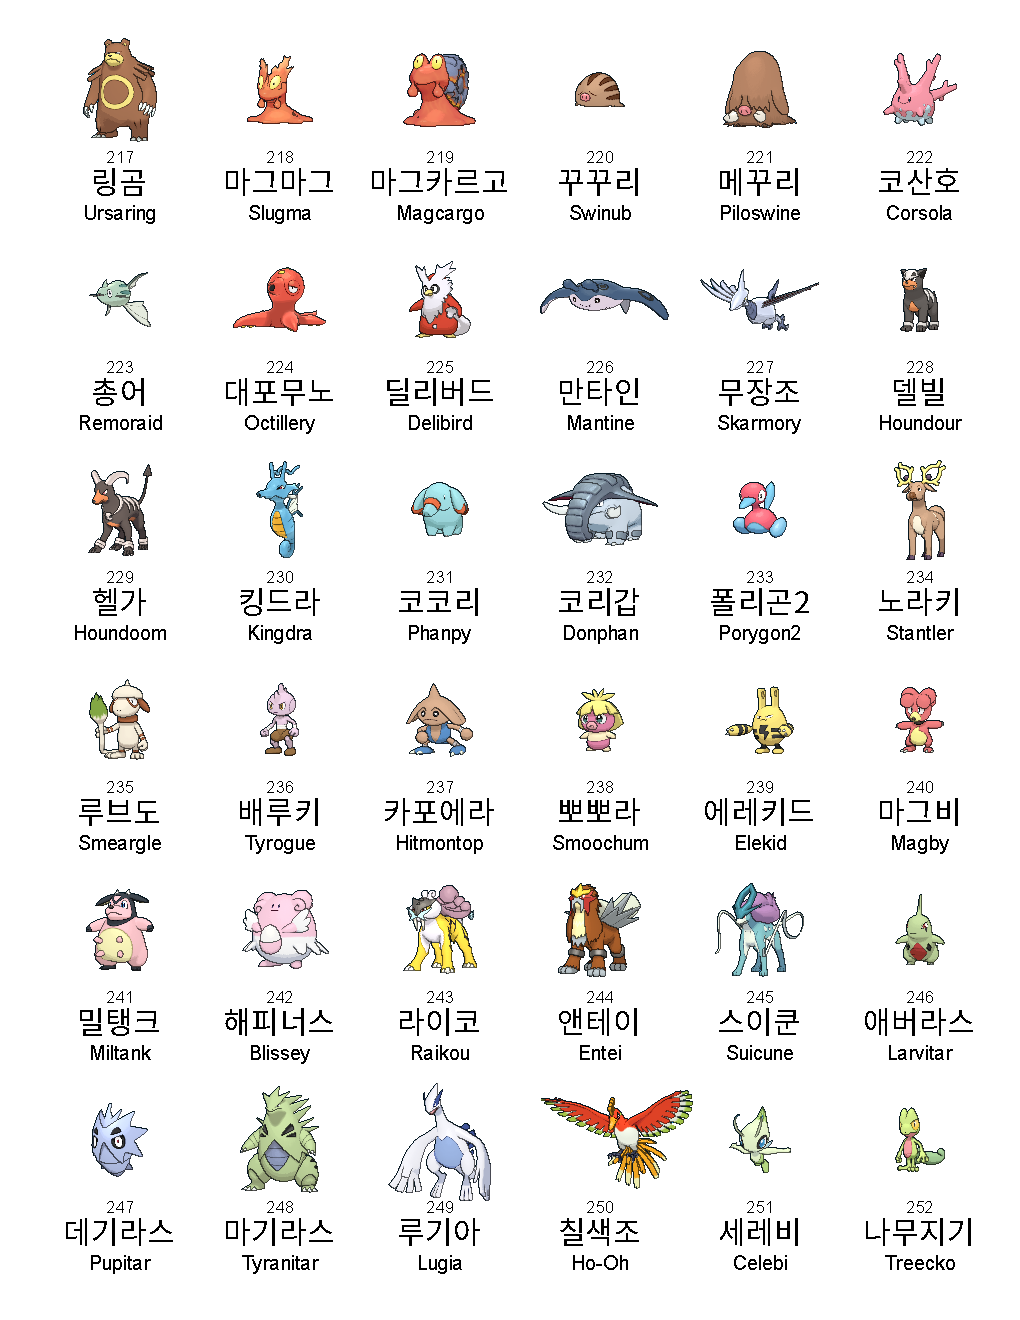 217 218 219 220 221 222
링곰 마그마그 마그카르고 꾸꾸리 메꾸리 코산호
Ursaring Slugma Magcargo Swinub Piloswine Corsola
223 224 225 226 227 228
총어 대포무노 딜리버드 만타인 무장조 델빌
Remoraid Octillery Delibird Mantine Skarmory Houndour
229 230 231 232 233 234
헬가 킹드라 코코리 코리갑 폴리곤2 노라키
Houndoom Kingdra Phanpy Donphan Porygon2 Stantler
235 236 237 238 239 240
루브도 배루키 카포에라 뽀뽀라 에레키드 마그비
Smeargle Tyrogue Hitmontop Smoochum Elekid Magby
241 242 243 244 245 246
밀탱크 해피너스 라이코 앤테이 스이쿤 애버라스
Miltank Blissey Raikou Entei Suicune Larvitar
247 248 249 250 251 252
데기라스 마기라스 루기아 칠색조 세레비 나무지기
Pupitar Tyranitar Lugia Ho-Oh Celebi Treecko